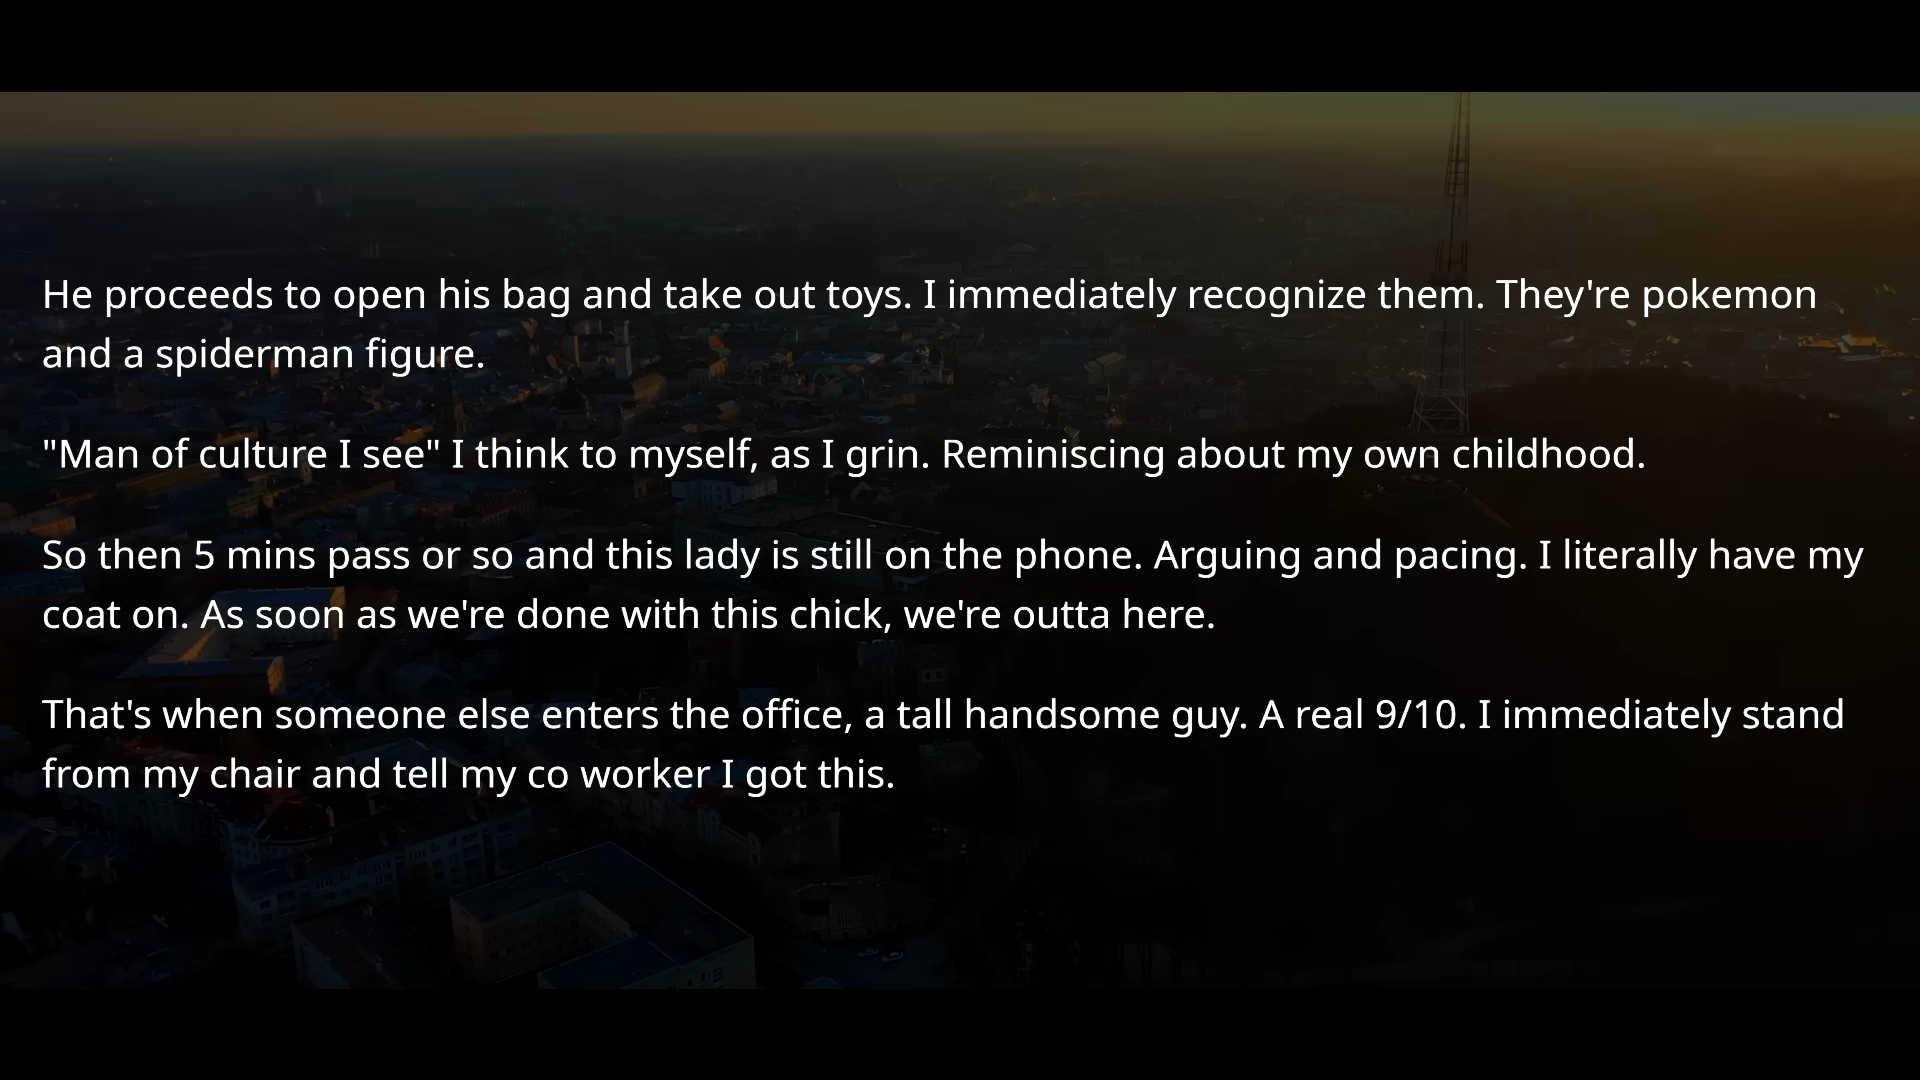 He proceeds to open his bag and take out toys. I immediately recognize them. They're pokemon
and a spiderman figure.
"Man of culture I see" I think to myself, as I grin. Reminiscing about my own childhood.
So then 5 mins pass or so and this lady is still on the phone. Arguing and pacing. I literally have my
coat on. As soon as we're done with this chick, we're outta here.
That's when someone else enters the office, a tall handsome guy. A real 9/10. I immediately stand
from my chair and tell my co worker I got this.